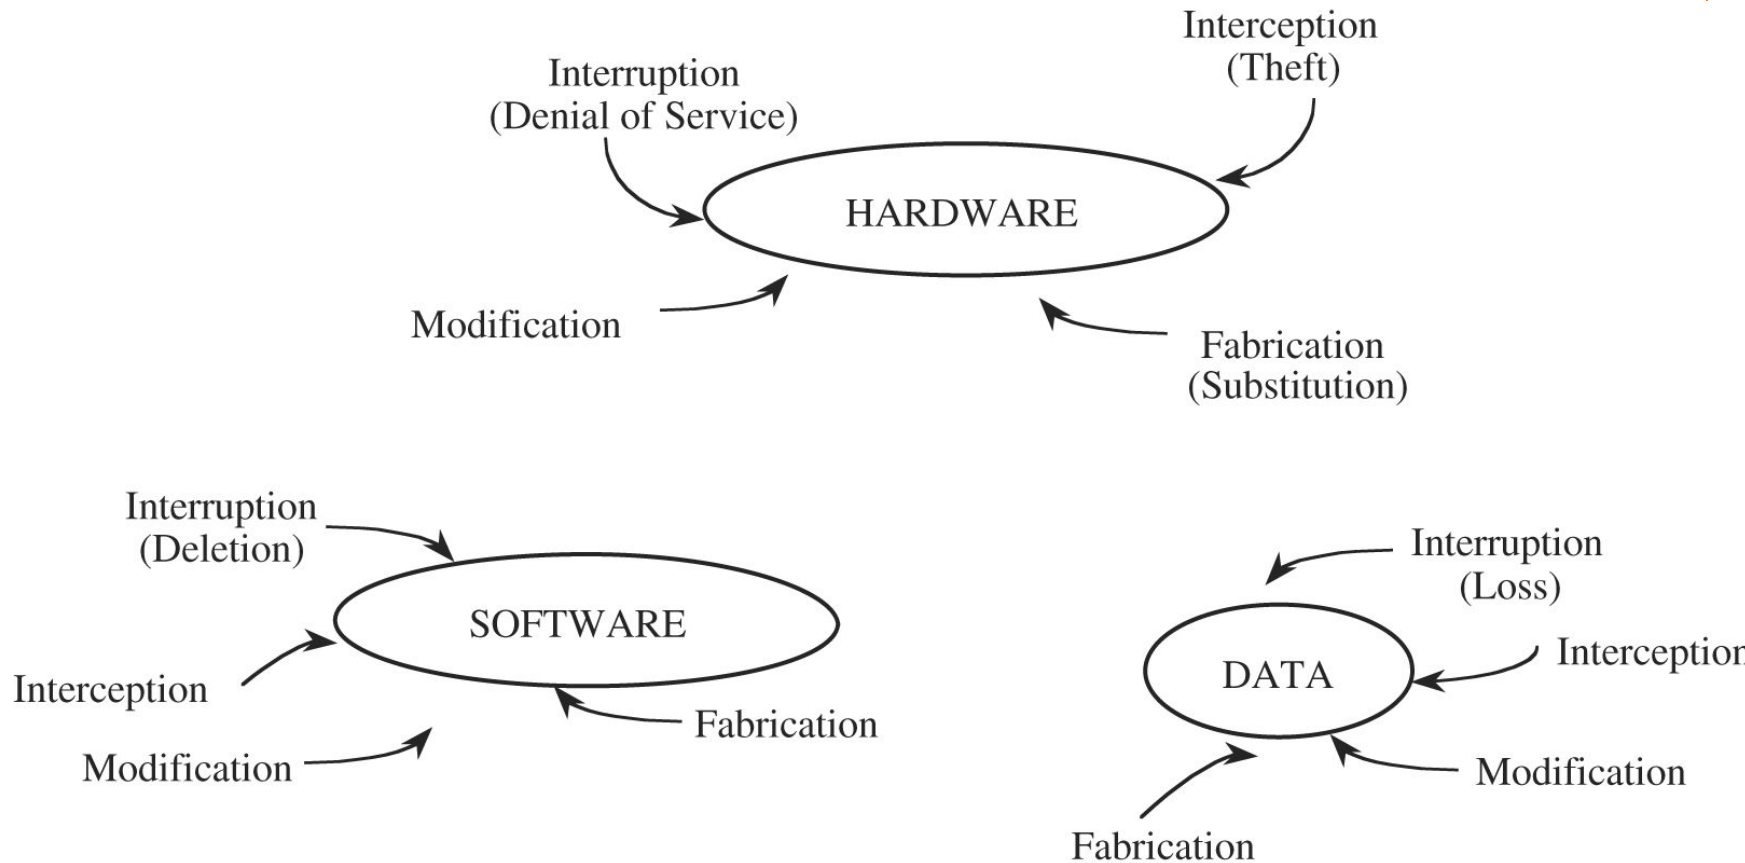 Interception
(Theft)
Interruption
(Denial of Service)
HARDWARE
Modification
Fabrication
(Substitution)
Interruption
(Deletion)
SOFTWARE
Interception
Modification
Fabrication
Interruption
(Loss)
DATA
Interception
Modification
Fabrication